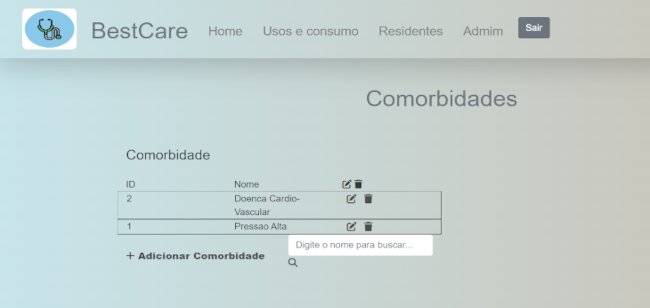 BestCare Home Usos e consumo Residentes Admim Sair
Comorbidades
Comorbidade
ID Nome
2 Doenca Cardio-
Vascular
1 Pressao Alta
Digite o nome para buscar...
+ Adicionar Comorbidade